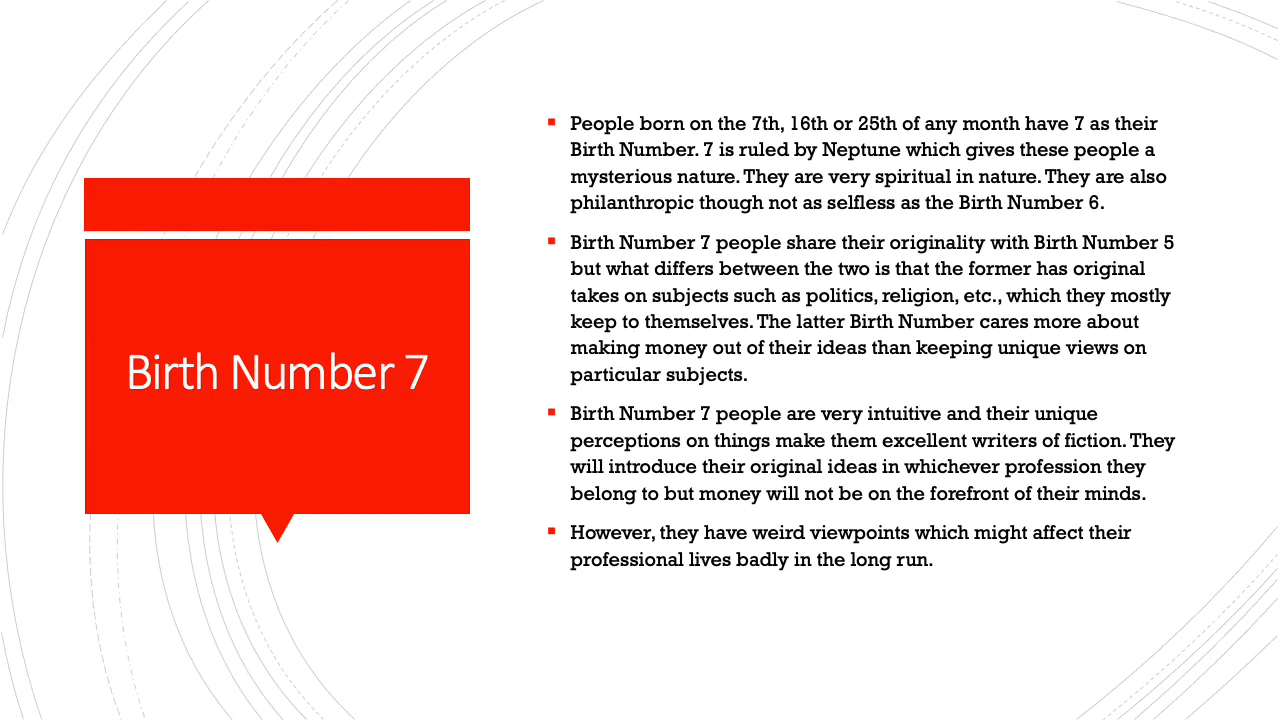 Birth Number 7
People born on the 7th, 16th or 25th of any month have 7 as their
Birth Number. 7 is ruled by Neptune which gives these people a
mysterious nature. They are very spiritual in nature. They are also
philanthropic though not as selfless as the Birth Number 6.
Birth Number 7 people share their originality with Birth Number 5
but what differs between the two is that the former has original
takes on subjects such as politics, religion, etc., which they mostly
keep to themselves. The latter Birth Number cares more about
making money out of their ideas than keeping unique views on
particular subjects.
Birth Number 7 people are very intuitive and their unique
perceptions on things make them excellent writers of fiction. They
will introduce their original ideas in whichever profession they
belong to but money will not be on the forefront of their minds.
However, they have weird viewpoints which might affect their
professional lives badly in the long run.